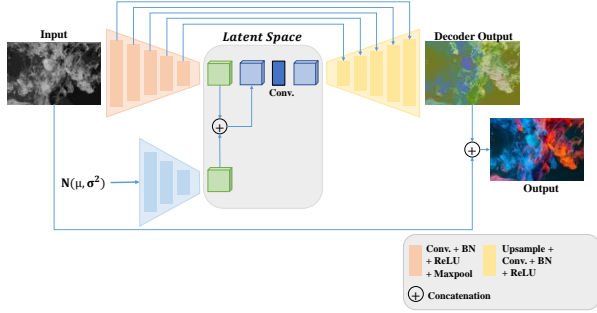 Input
Latent Space
Decoder Output
Conv.
N(μ, σ²)
Output
Conv. + BN
+ ReLU
+ Maxpool
Upsample +
Conv. + BN
+ ReLU
Concatenation